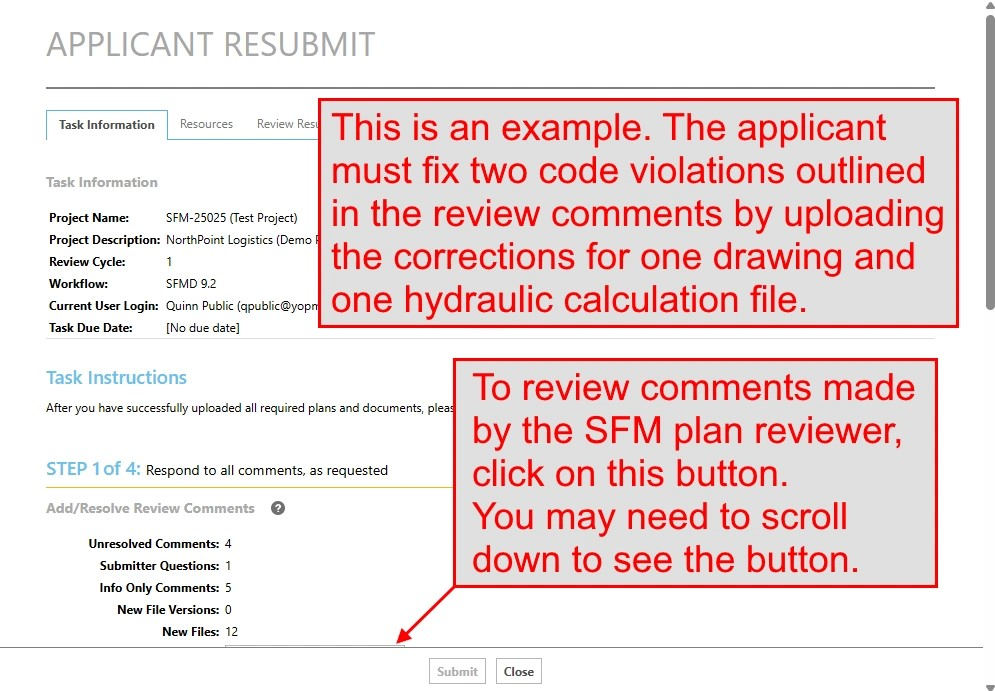 APPLICANT RESUBMIT
Task Information
Resources
Review Resu
This is an example. The applicant
must fix two code violations outlined
in the review comments by uploading
the corrections for one drawing and
one hydraulic calculation file.
Task Information
Project Name: SFM-25025 (Test Project)
Project Description: NorthPoint Logistics (Demo
Review Cycle: 1
Workflow: SFMD 9.2
Current User Login: Quinn Public (qpublic@yopm
Task Due Date: [No due date]
Task Instructions
After you have successfully uploaded all required plans and documents, pleas
To review comments made
by the SFM plan reviewer,
click on this button.
You may need to scroll
down to see the button.
STEP 1 of 4: Respond to all comments, as requested
Add/Resolve Review Comments ?
Unresolved Comments: 4
Submitter Questions: 1
Info Only Comments: 5
New File Versions: 0
New Files: 12
Submit
Close